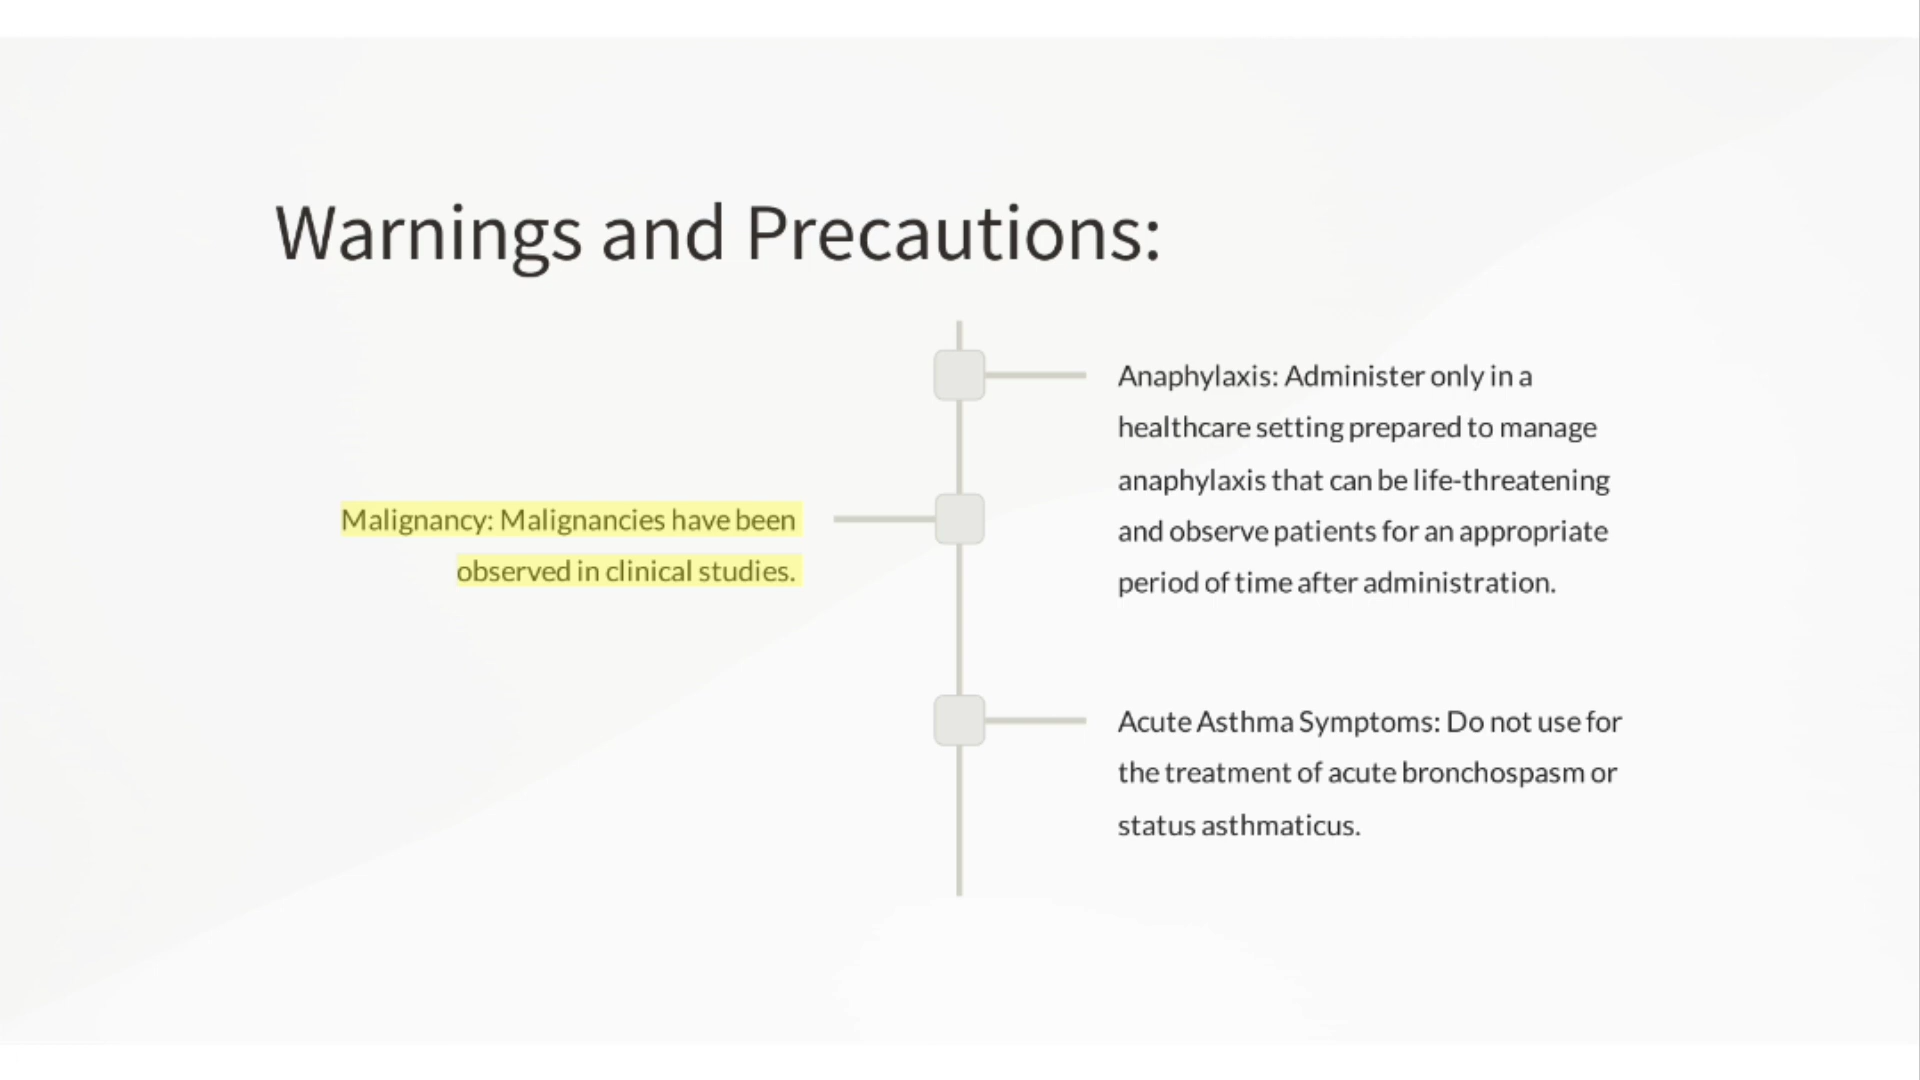 Warnings and Precautions:
Anaphylaxis: Administer only in a
healthcare setting prepared to manage
anaphylaxis that can be life-threatening
and observe patients for an appropriate
period of time after administration.
Malignancy: Malignancies have been
observed in clinical studies.
Acute Asthma Symptoms: Do not use for
the treatment of acute bronchospasm or
status asthmaticus.